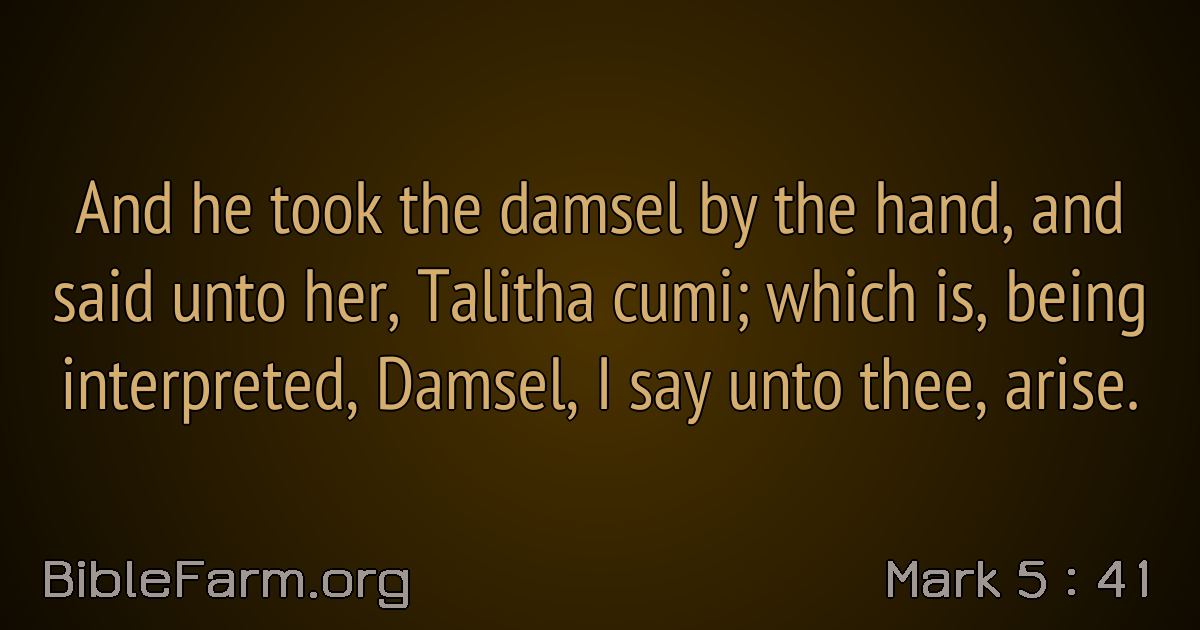 And he took the damsel by the hand, and
said unto her, Talitha cumi; which is, being
interpreted, Damsel, I say unto thee, arise.
BibleFarm.org
Mark 5 : 41